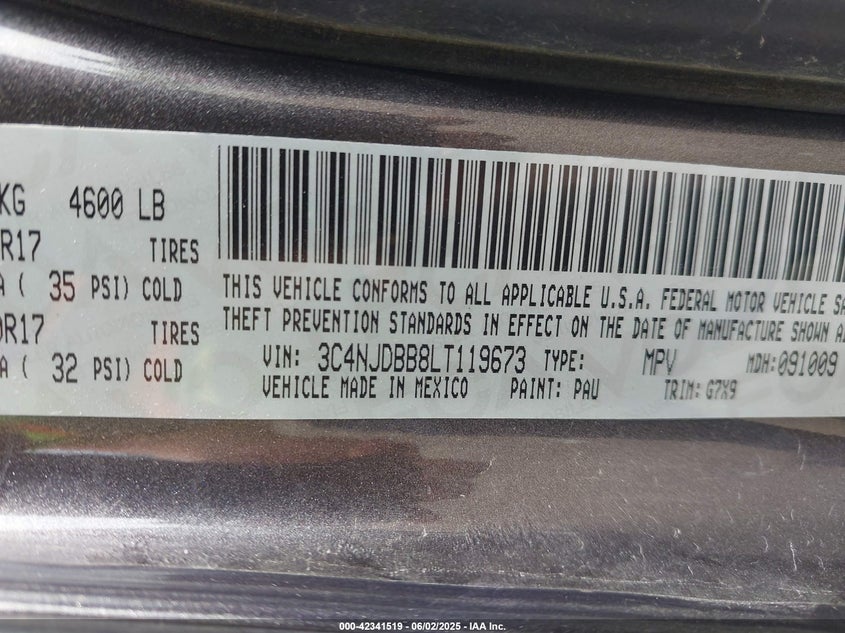 KG 4600 LB
R17 TIRES
A ( 35 PSI) COLD
0R17 TIRES
A ( 32 PSI) COLD
THIS VEHICLE CONFORMS TO ALL APPLICABLE U.S.A. FEDERAL MOTOR VEHICLE SA
THEFT PREVENTION STANDARDS IN EFFECT ON THE DATE OF MANUFACTURE SHOWN A
VIN: 3C4NJDBB8LT119673 TYPE: MPV MDH:091009
VEHICLE MADE IN MEXICO PAINT: PAU TRIM: G7X9
000-42341519 - 06/02/2025 - IAA Inc.